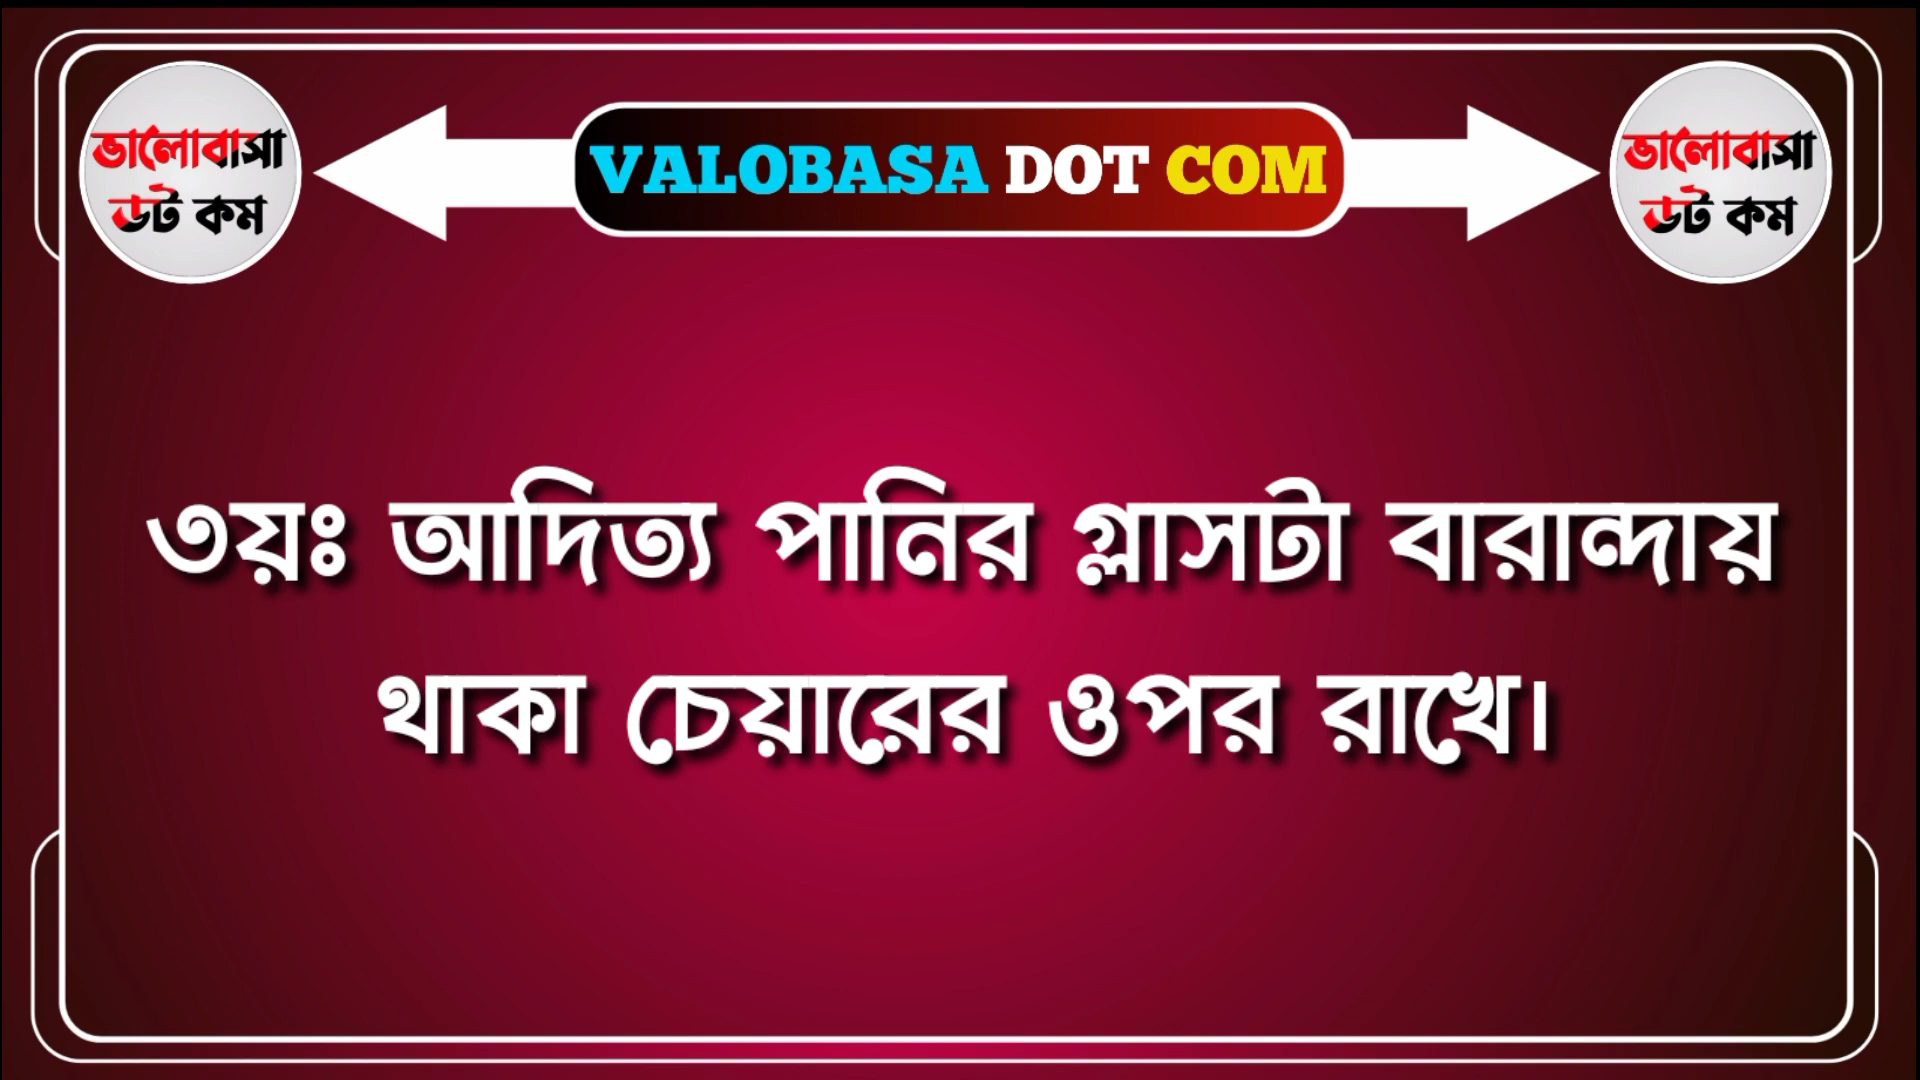 ভালোবাসা
ডট কম
VALOBASA DOT COM
ভালোবাসা
ডট কম
৩য়ঃ আদিত্য পানির গ্লাসটা বারান্দায়
থাকা চেয়ারের ওপর রাখে।